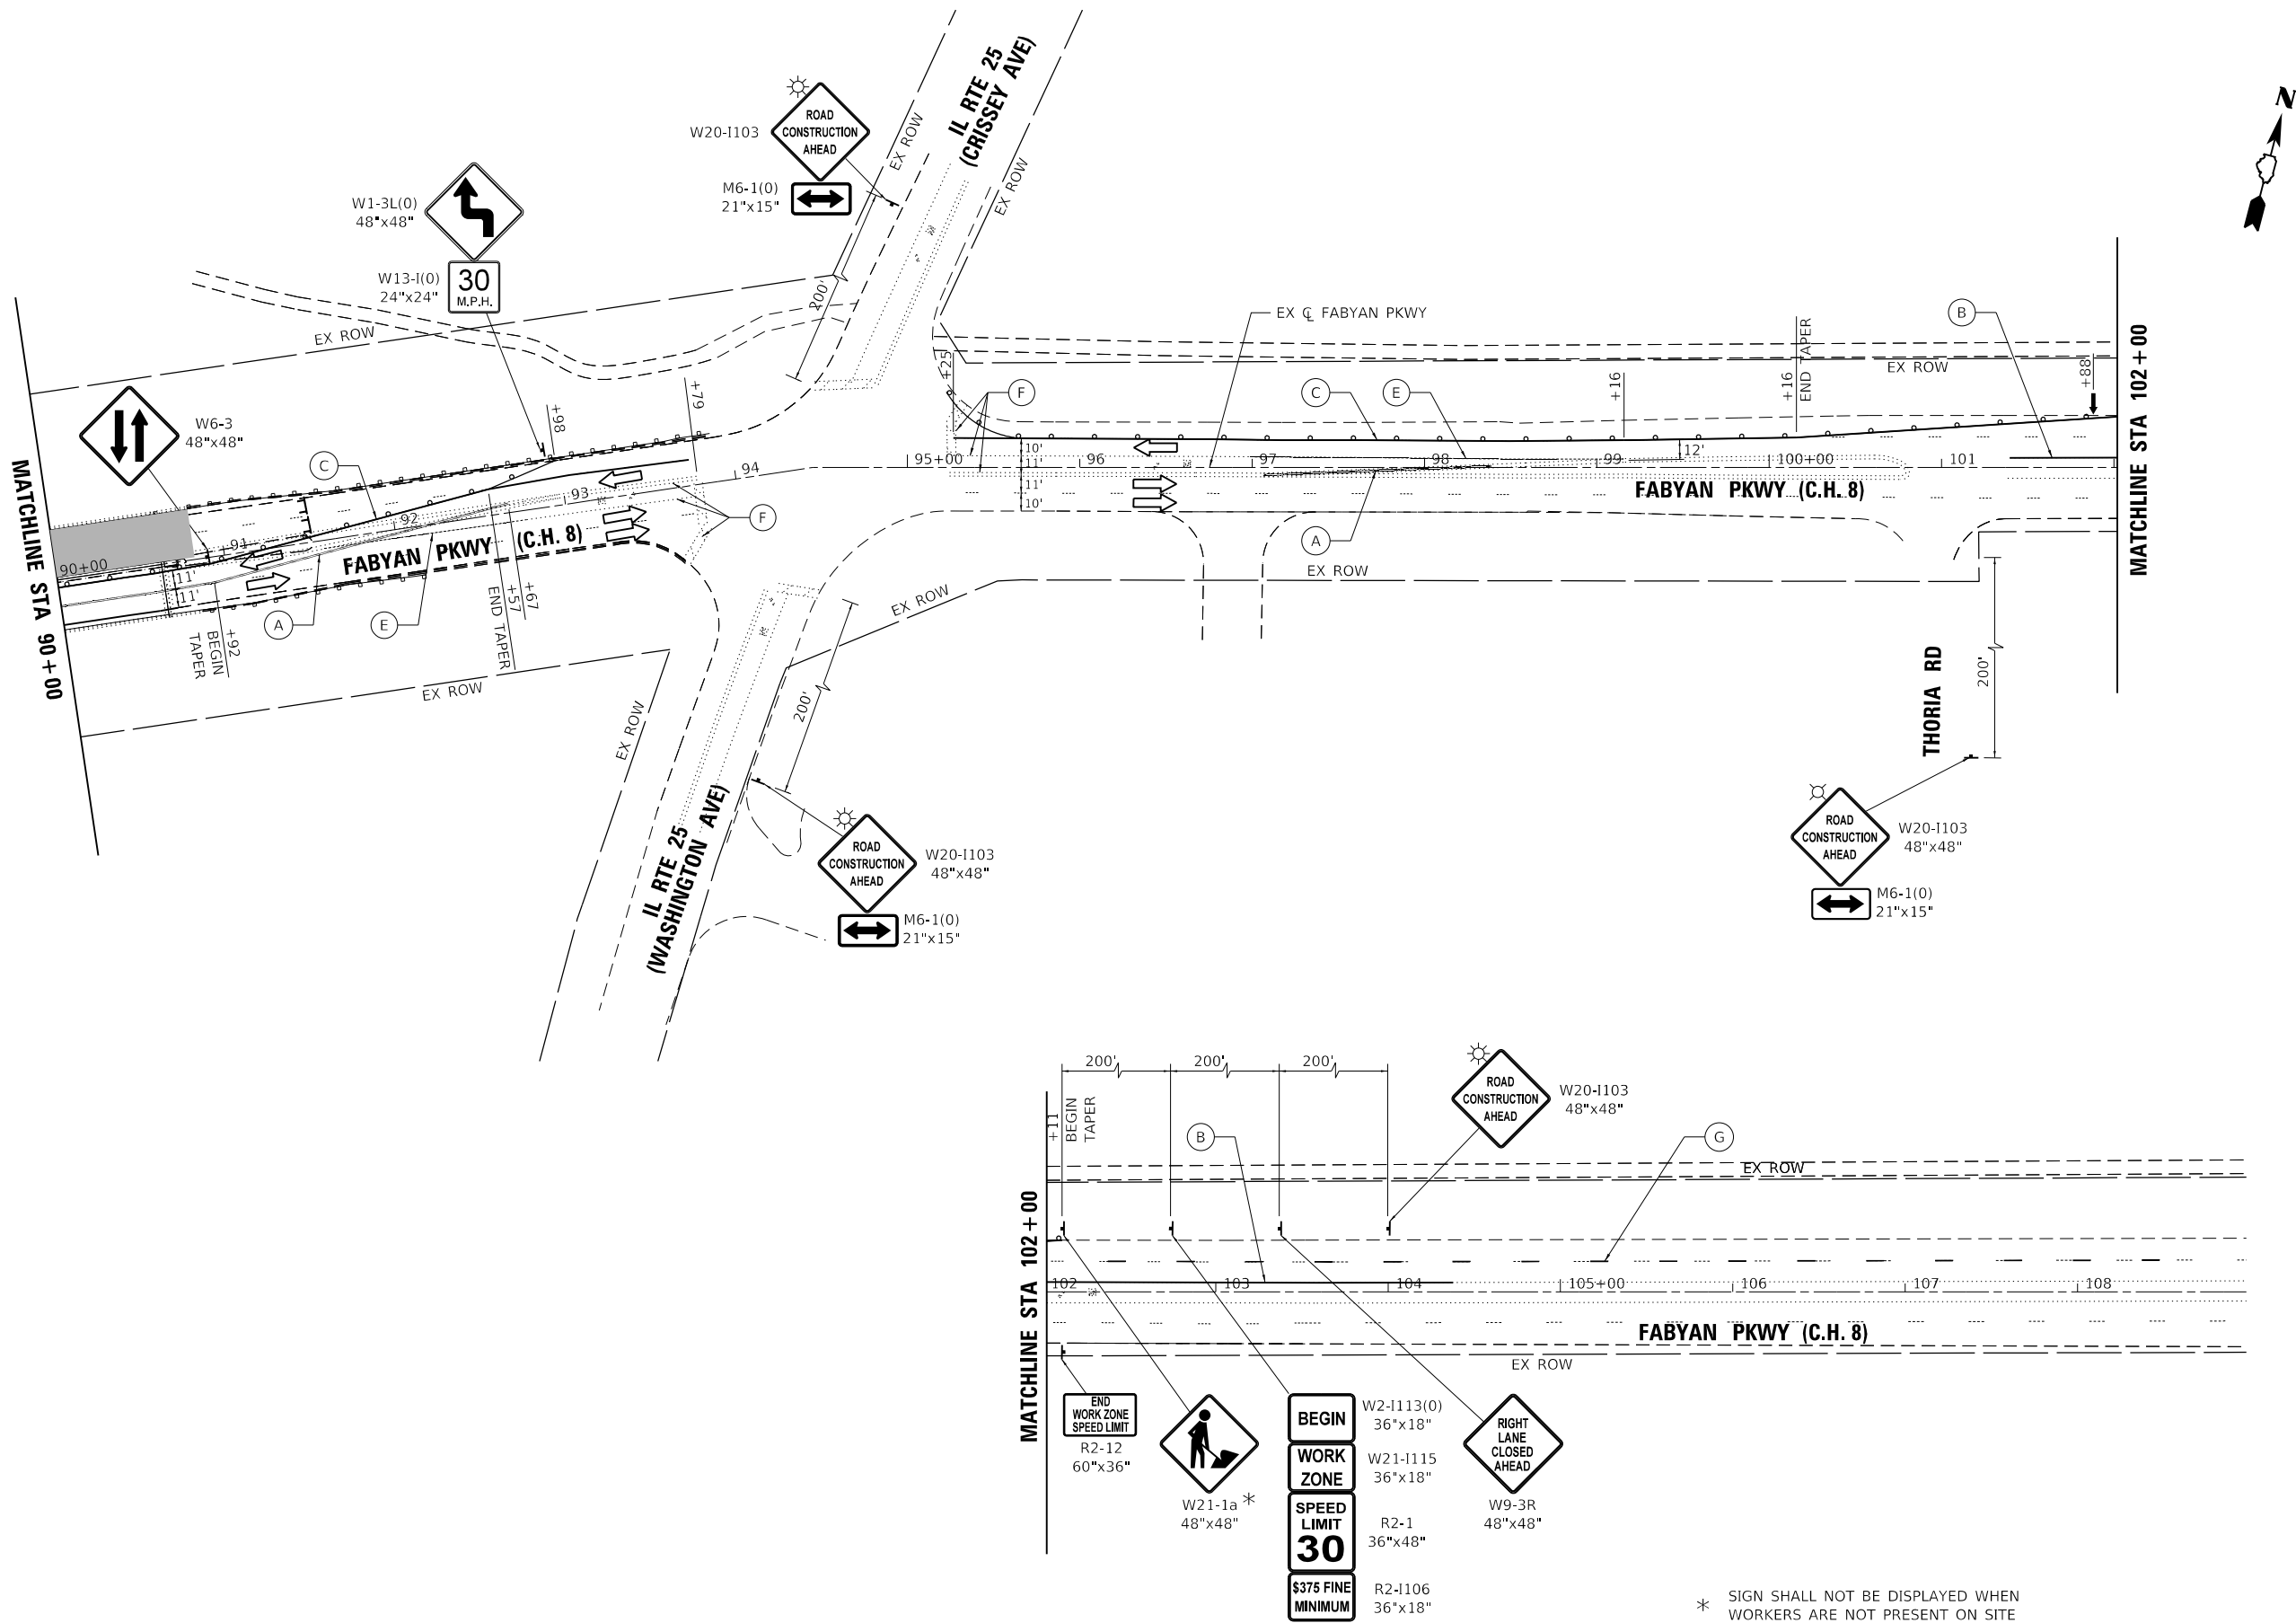 N
IL RTE 25
(CRISSEY AVE)
ROAD
CONSTRUCTION
AHEAD
W20-I103
M6-1(O)
21"x15"
EX ROW
EX ROW
200'
W1-3L(O)
48"x48"
W13-I(O)
24"x24"
30
M.P.H.
EX ROW
W6-3
48"x48"
C
+98
+79
MATCHLINE STA 90+00
90+00
91
92
93
94
11'
11'
FABYAN PKWY (C.H. 8)
F
A
E
+92
BEGIN
TAPER
+57
END TAPER
+67
EX ROW
EX ROW
EX ROW
200'
IL RTE 25
(WASHINGTON AVE)
ROAD
CONSTRUCTION
AHEAD
W20-I103
48"x48"
M6-1(O)
21"x15"
EX ℄ FABYAN PKWY
+25
F
C
E
+16
+16
END TAPER
B
EX ROW
+88
MATCHLINE STA 102+00
10'
11'
11'
10'
12'
95+00
96
97
98
99
100+00
101
FABYAN PKWY (C.H. 8)
A
EX ROW
THORIA RD
200'
ROAD
CONSTRUCTION
AHEAD
W20-I103
48"x48"
M6-1(O)
21"x15"
200'
200'
200'
ROAD
CONSTRUCTION
AHEAD
W20-I103
48"x48"
+11
BEGIN
TAPER
B
G
EX ROW
MATCHLINE STA 102+00
102
103
104
105+00
106
107
108
FABYAN PKWY (C.H. 8)
EX ROW
END
WORK ZONE
SPEED LIMIT
R2-12
60"x36"
W21-1a *
48"x48"
BEGIN
W2-I113(O)
36"x18"
WORK
ZONE
W21-I115
36"x18"
SPEED
LIMIT
30
R2-1
36"x48"
$375 FINE
MINIMUM
R2-I106
36"x18"
RIGHT
LANE
CLOSED
AHEAD
W9-3R
48"x48"
* SIGN SHALL NOT BE DISPLAYED WHEN
WORKERS ARE NOT PRESENT ON SITE